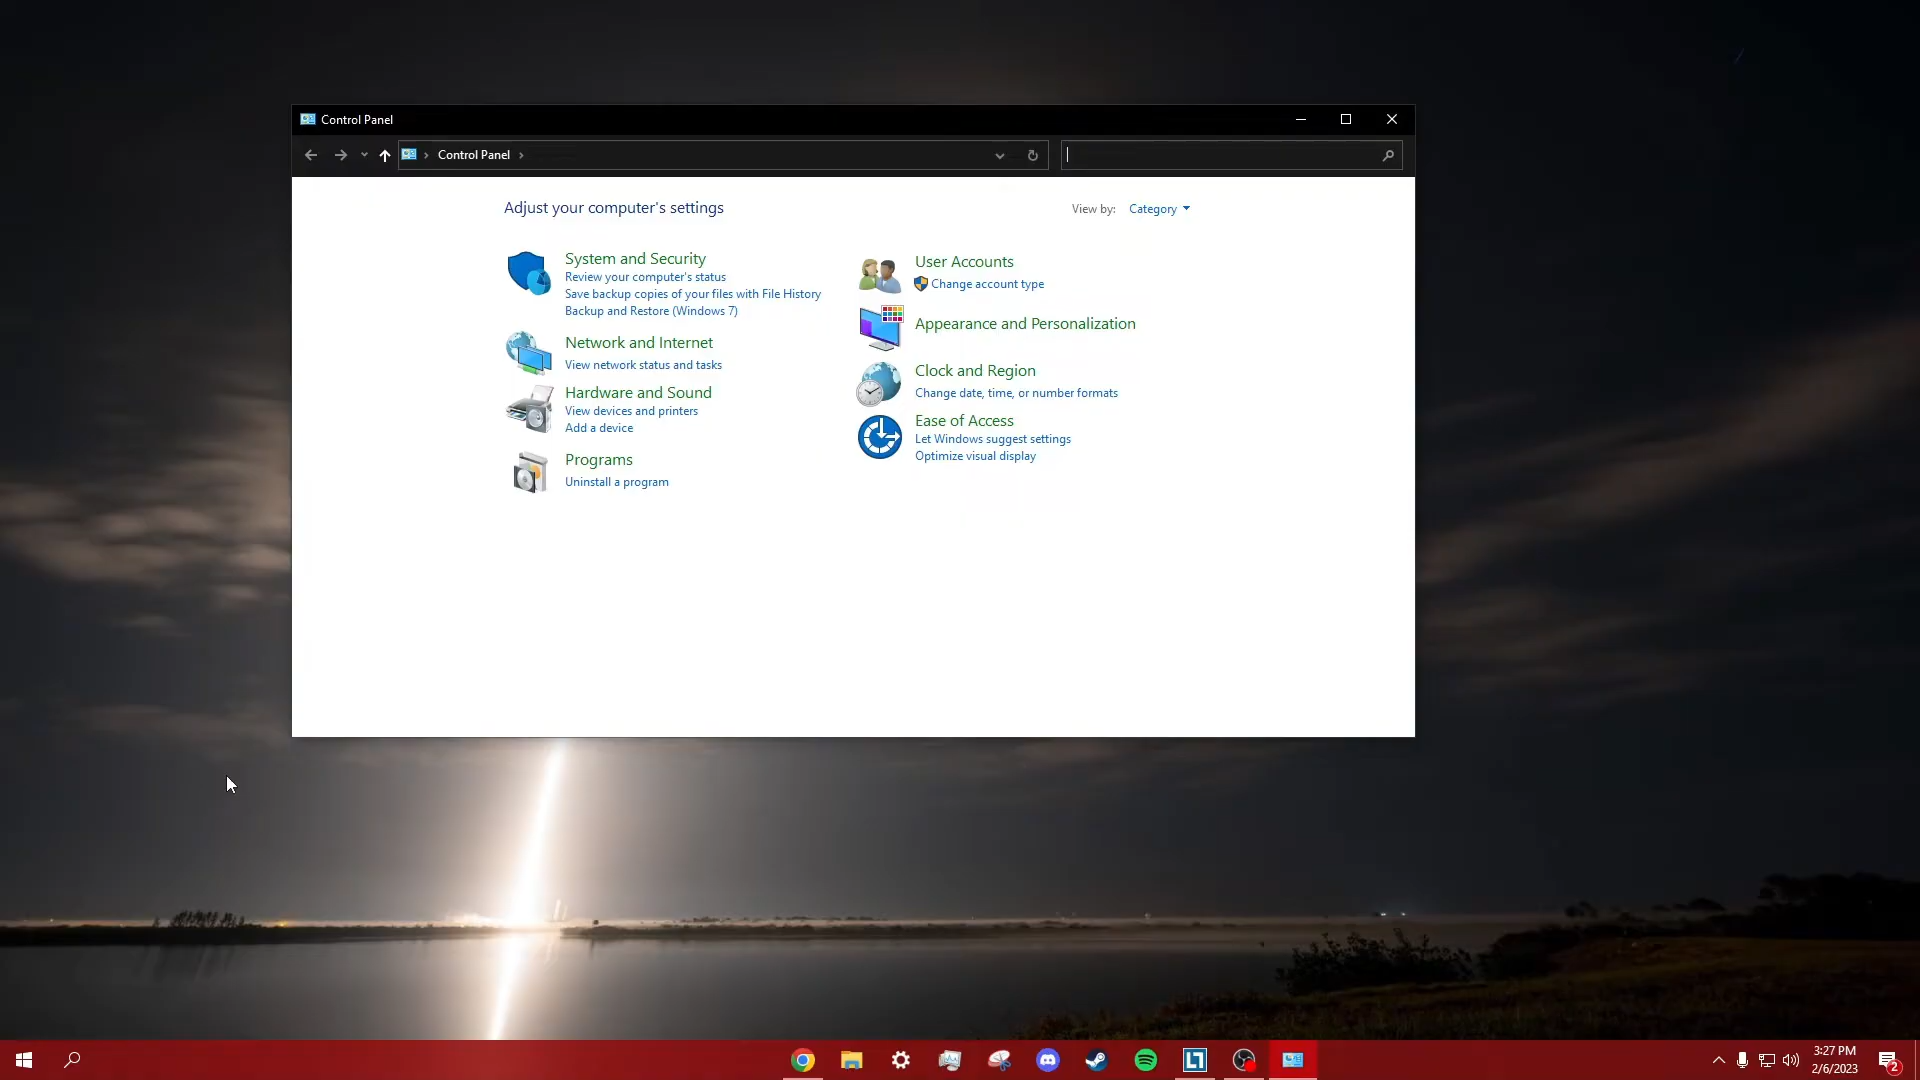 Control Panel
Control Panel
Adjust your computer's settings
View by: Category
System and Security
Review your computer's status
Save backup copies of your files with File History
Backup and Restore (Windows 7)
Network and Internet
View network status and tasks
Hardware and Sound
View devices and printers
Add a device
Programs
Uninstall a program
User Accounts
Change account type
Appearance and Personalization
Clock and Region
Change date, time, or number formats
Ease of Access
Let Windows suggest settings
Optimize visual display
3:27 PM
2/6/2023
2